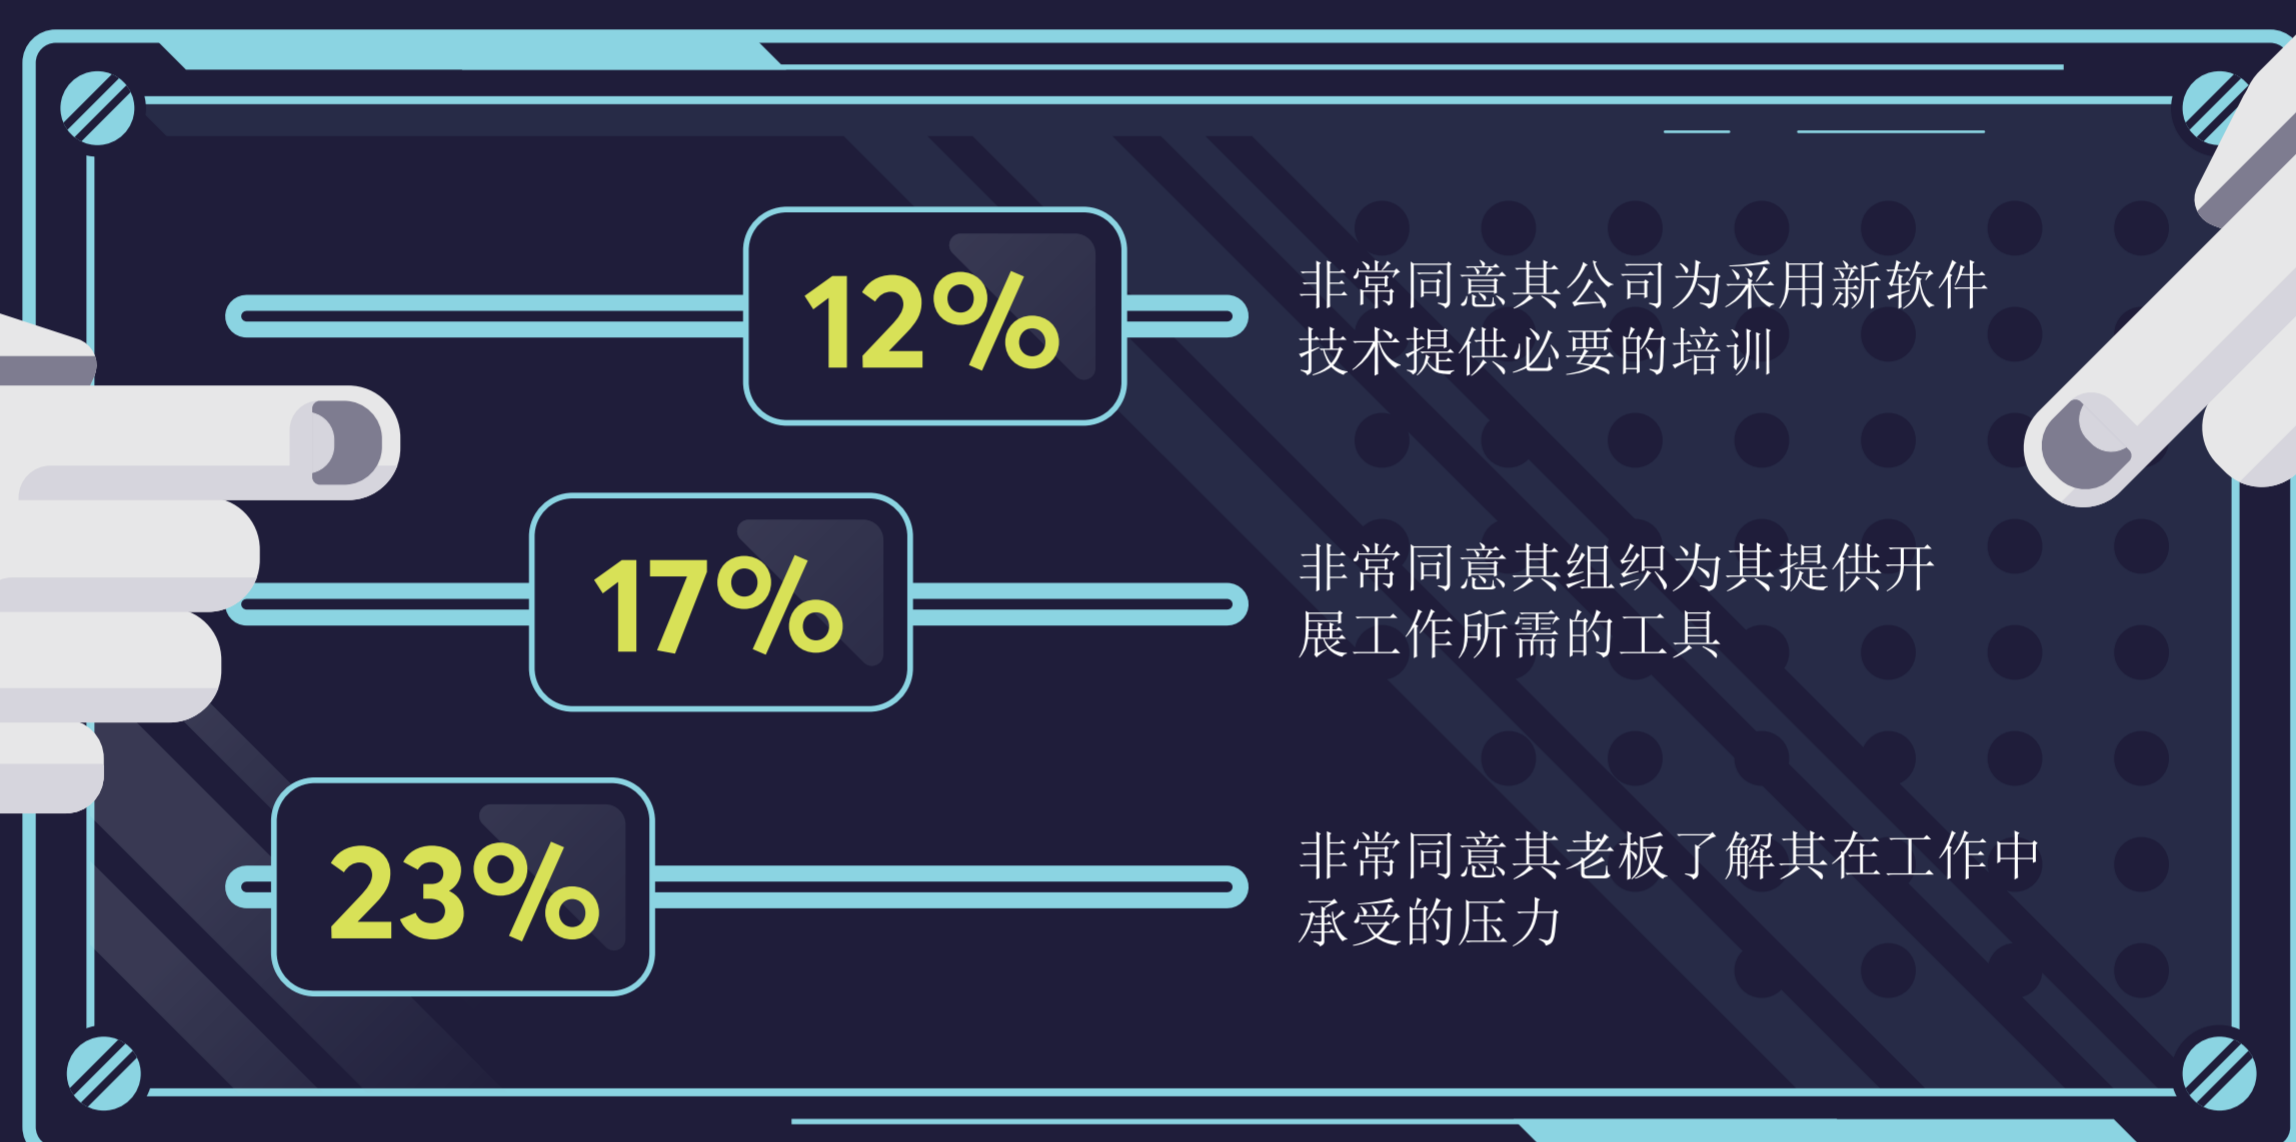 12%
非常同意其公司为采用新软件
技术提供必要的培训
17%
非常同意其组织为其提供开
展工作所需的工具
23%
非常同意其老板了解其在工作中
承受的压力